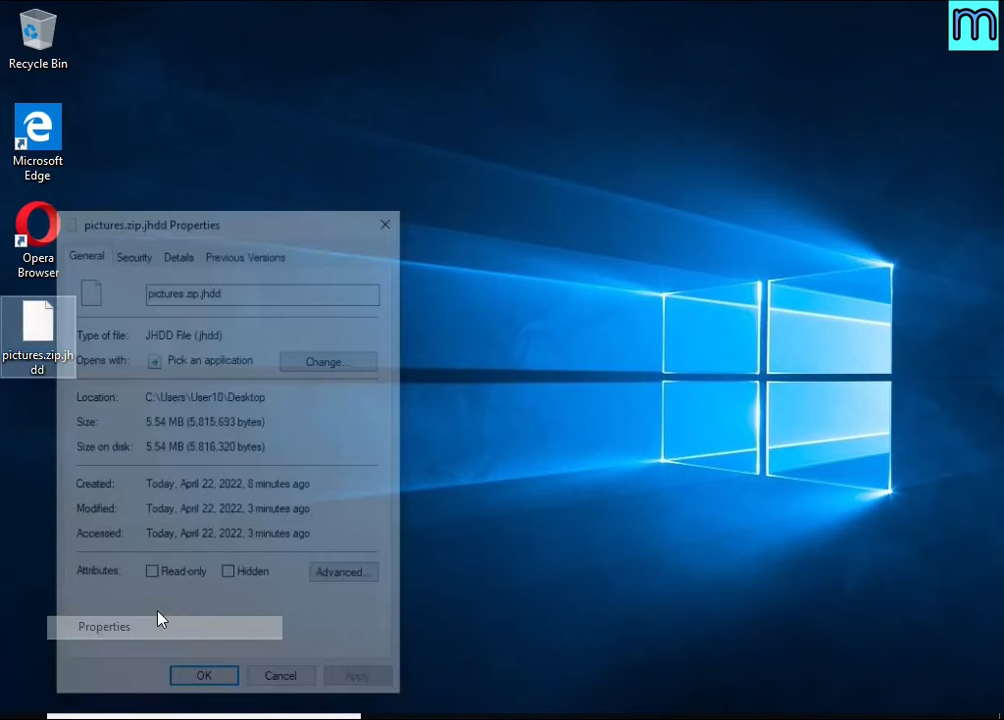 m
Recycle Bin
Microsoft
Edge
Opera
Browser
pictures.zip.jh
dd
pictures.zip.jhdd Properties
General Security Details Previous Versions
pictures.zip.jhdd
Type of file: JHDD File (.jhdd)
Opens with: Pick an application Change...
Location: C:\Users\User10\Desktop
Size: 5.54 MB (5,815,693 bytes)
Size on disk: 5.54 MB (5,816,320 bytes)
Created: Today, April 22, 2022, 8 minutes ago
Modified: Today, April 22, 2022, 3 minutes ago
Accessed: Today, April 22, 2022, 3 minutes ago
Attributes: Read-only Hidden Advanced...
Properties
OK Cancel Apply